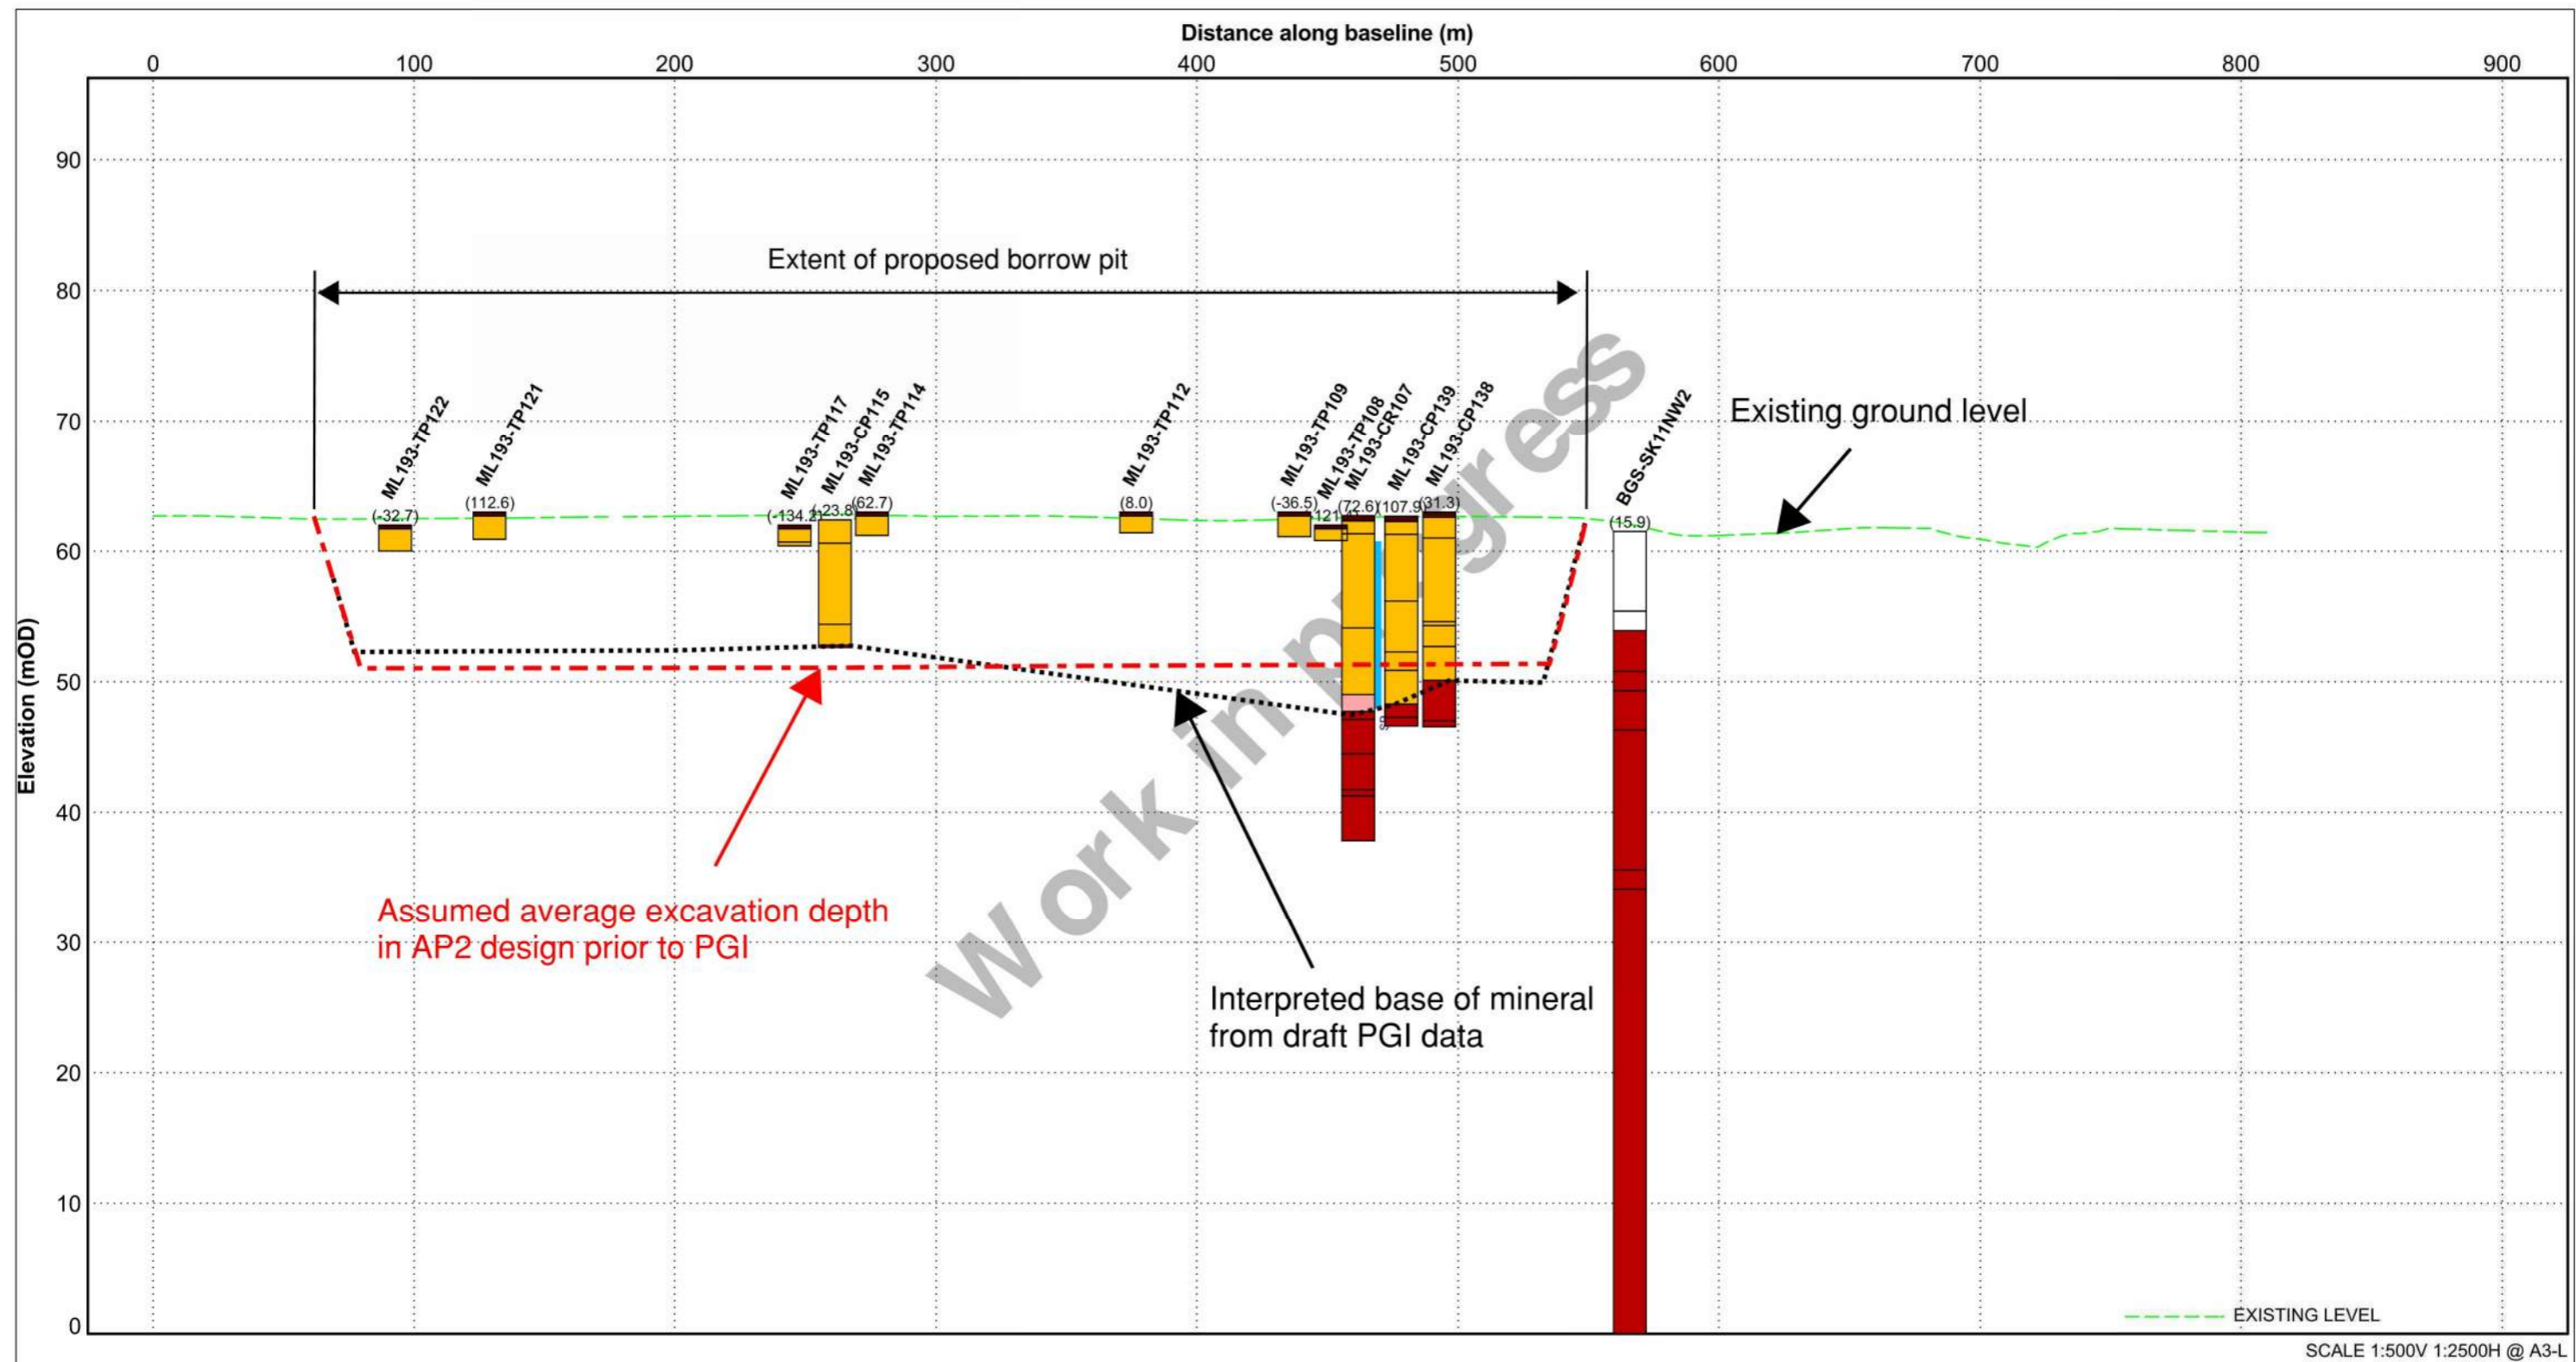 Distance along baseline (m)
0 100 200 300 400 500 600 700 800 900
90
80
70
60
50
40
30
20
10
0
Elevation (mOD)
Extent of proposed borrow pit
ML193-TP122
(-32.7)
ML193-TP121
(112.6)
ML193-TP117
(-134.2)
ML193-CP115
(-23.8)
ML193-TP114
(62.7)
ML193-TP112
(8.0)
ML193-TP109
(-36.5)
ML193-TP108
ML193-CR107
(72.6)
ML193-CP139
(107.9)
ML193-CP138
(31.3)
BGS-SK11NW2
(15.9)
Existing ground level
Assumed average excavation depth
in AP2 design prior to PGI
Interpreted base of mineral
from draft PGI data
Work in progress
EXISTING LEVEL
SCALE 1:500V 1:2500H @ A3-L